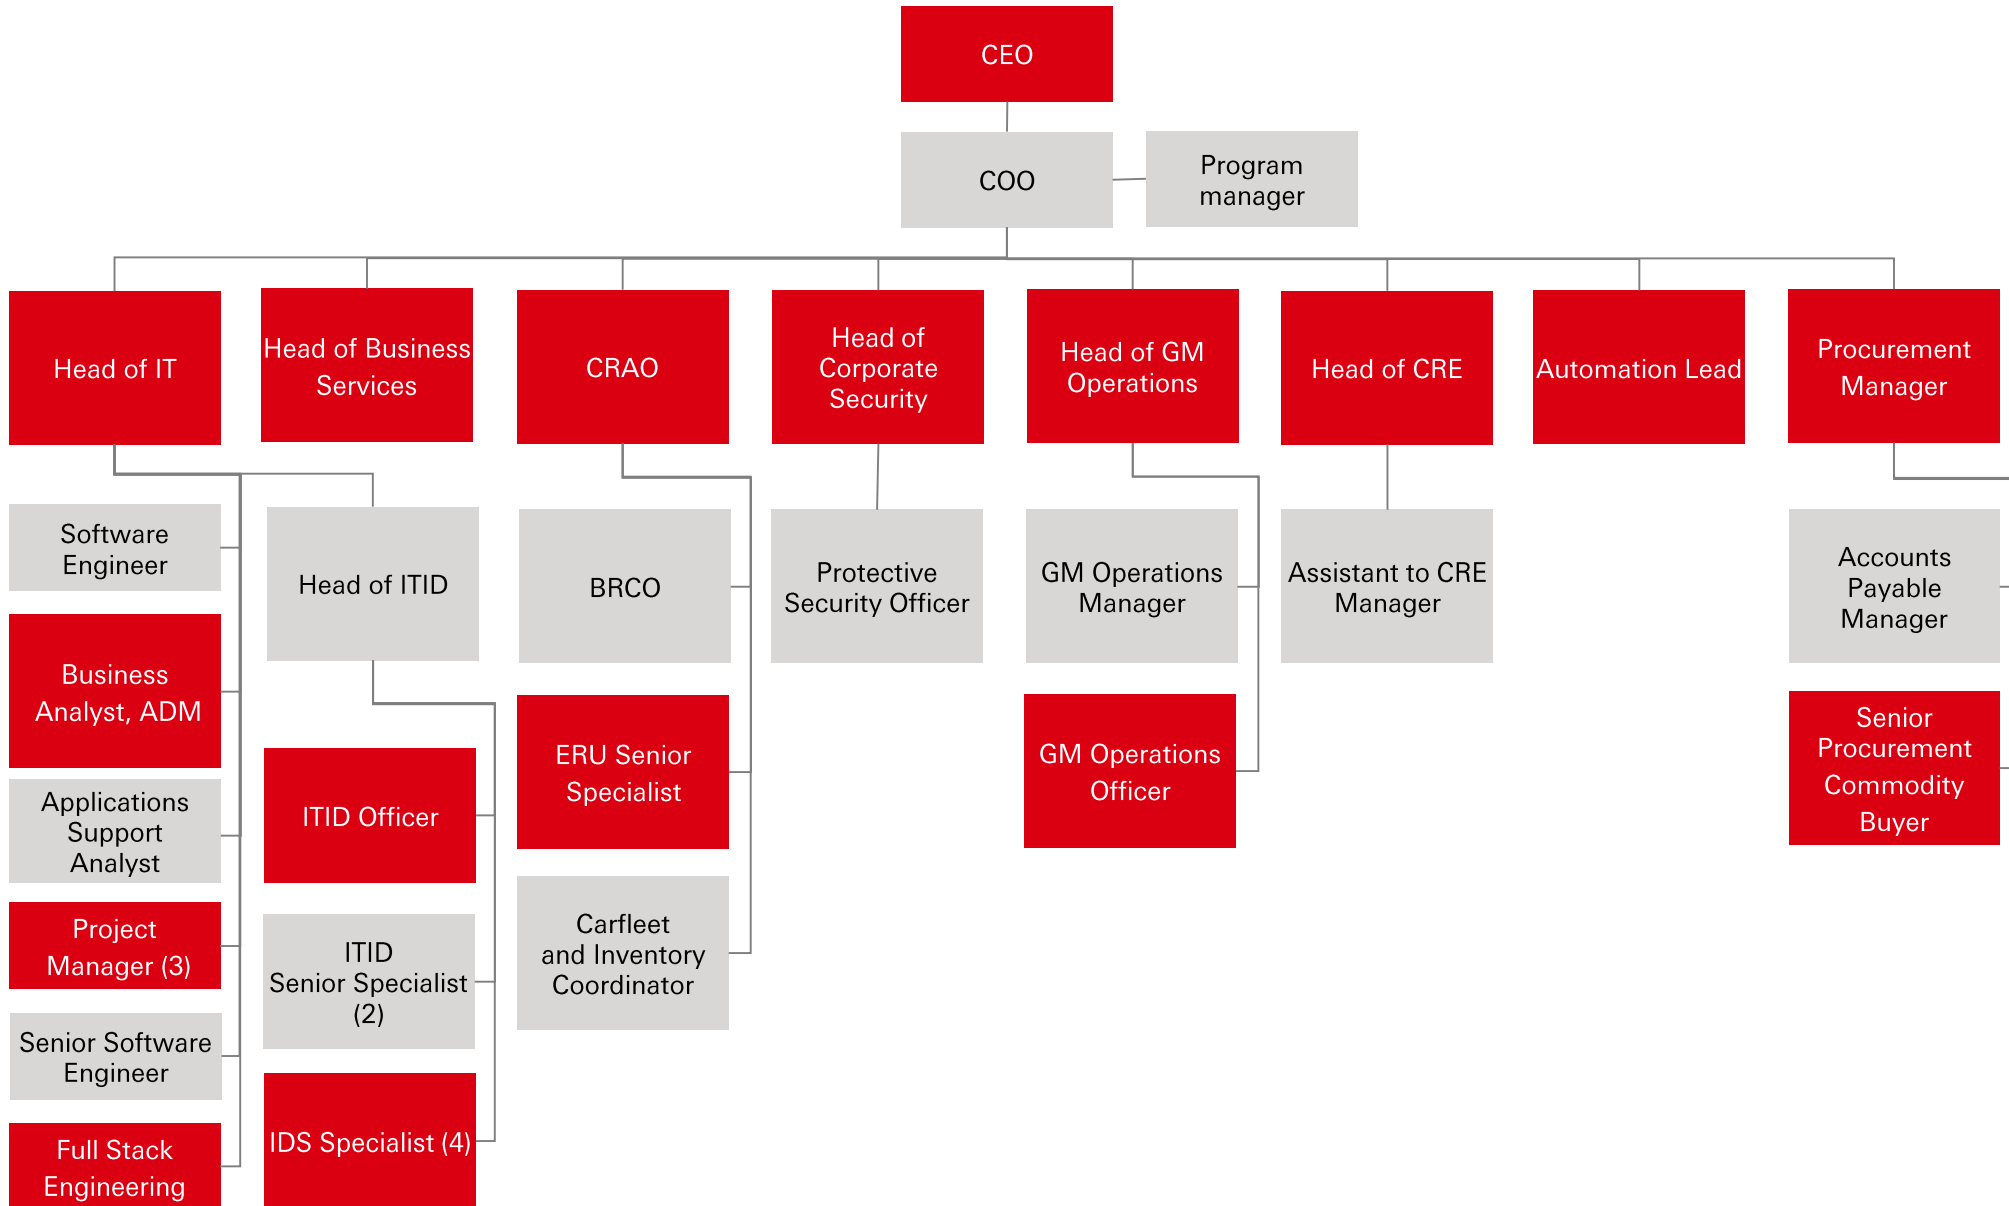 CEO
COO
Program
manager
Head of IT
Head of Business
Services
CRAO
Head of
Corporate
Security
Head of GM
Operations
Head of CRE
Automation Lead
Procurement
Manager
Software
Engineer
Business
Analyst, ADM
Applications
Support
Analyst
Project
Manager (3)
Senior Software
Engineer
Full Stack
Engineering
Head of ITID
ITID Officer
ITID
Senior Specialist
(2)
IDS Specialist (4)
BRCO
ERU Senior
Specialist
Carfleet
and Inventory
Coordinator
Protective
Security Officer
GM Operations
Manager
GM Operations
Officer
Assistant to CRE
Manager
Accounts
Payable
Manager
Senior
Procurement
Commodity
Buyer